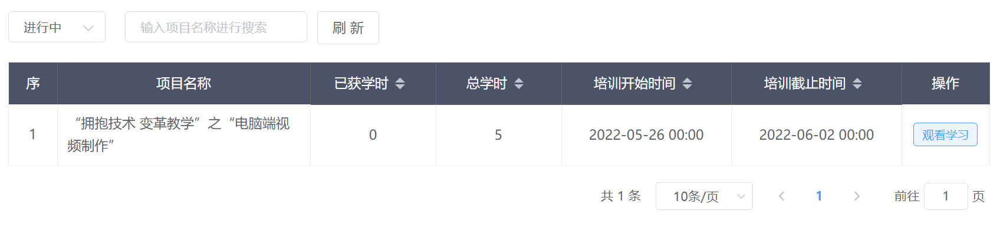 进行中 输入项目名称进行搜索 刷 新
序 项目名称 已获学时 总学时 培训开始时间 培训截止时间 操作
1 “拥抱技术 变革教学”之“电脑端视 0 5 2022-05-26 00:00 2022-06-02 00:00 观看学习
频制作”
共 1 条 10条/页 1 前往 1 页